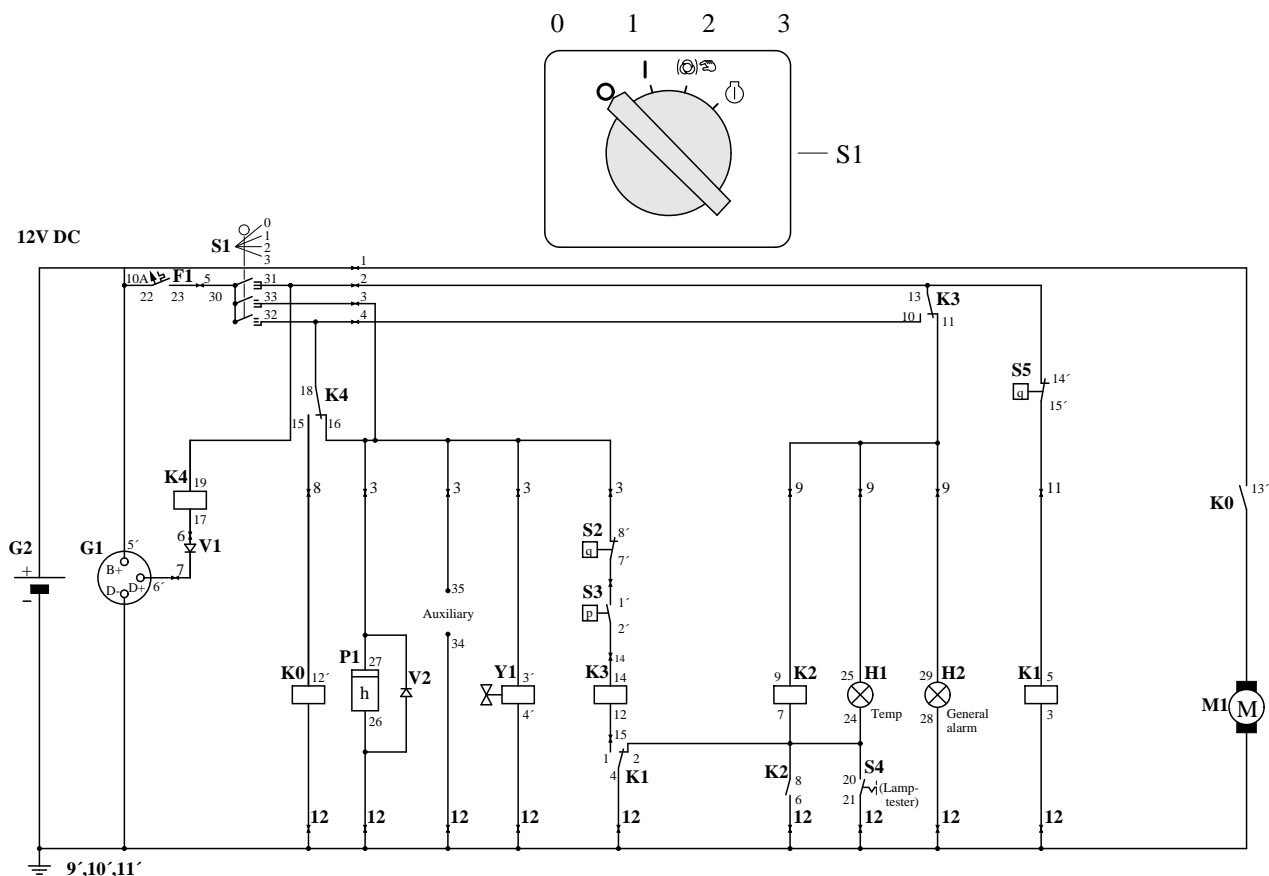 0 1 2 3
S1
12V DC
S1
0
1
2
3
1
10A F1 5 31 2
22 23 30 33 3
32 4
13 K3
10 11
S5 14´
q 15´
18 K4
15 16
K4 19
17
8 3 3 3 3 9 9 9 11
K0 13´
6 V1
7
G2 + −
G1 5´
B+
D- D+ 6´
S2 8´
q 7´
35
Auxiliary
34
S3 1´
p 2´
14
P1 27
h
26
V2
K0 12´
Y1 3´
4´
K3 14
12
15
9 K2
7
25 H1
24 Temp
29 H2
28 General
alarm
K1 5
3
M1 M
1 2
4 K1
K2 8
6
20 S4
21 (Lamp-
tester)
12 12 12 12 12 12 12 12 12
9´,10´,11´